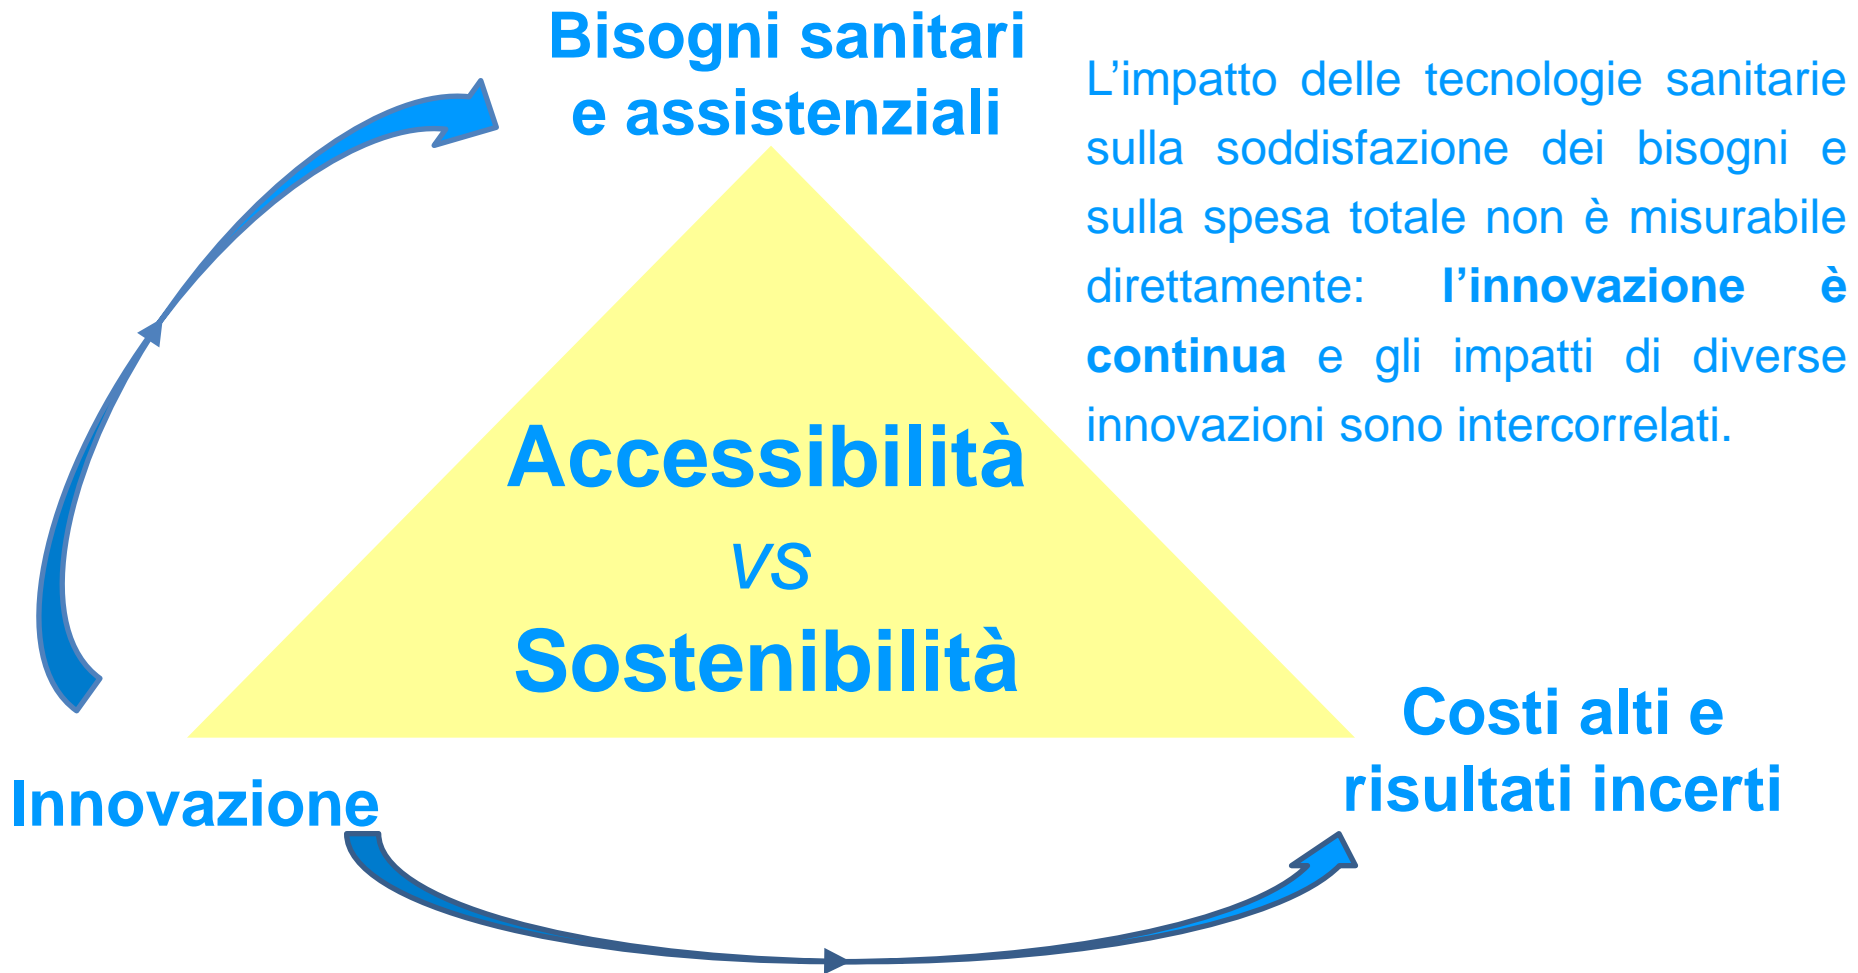 Bisogni sanitari
e assistenziali
L’impatto delle tecnologie sanitarie
sulla soddisfazione dei bisogni e
sulla spesa totale non è misurabile
direttamente: l’innovazione è
continua e gli impatti di diverse
innovazioni sono intercorrelati.
Accessibilità
vs
Sostenibilità
Costi alti e
risultati incerti
Innovazione